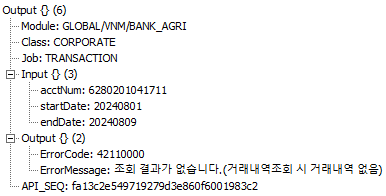 Output {} (6)
Module: GLOBAL/VNM/BANK_AGRI
Class: CORPORATE
Job: TRANSACTION
Input {} (3)
acctNum: 6280201041711
startDate: 20240801
endDate: 20240809
Output {} (2)
ErrorCode: 42110000
ErrorMessage: 조회 결과가 없습니다.(거래내역조회 시 거래내역 없음)
API_SEQ: fa13c2e549719279d3e860f6001983c2